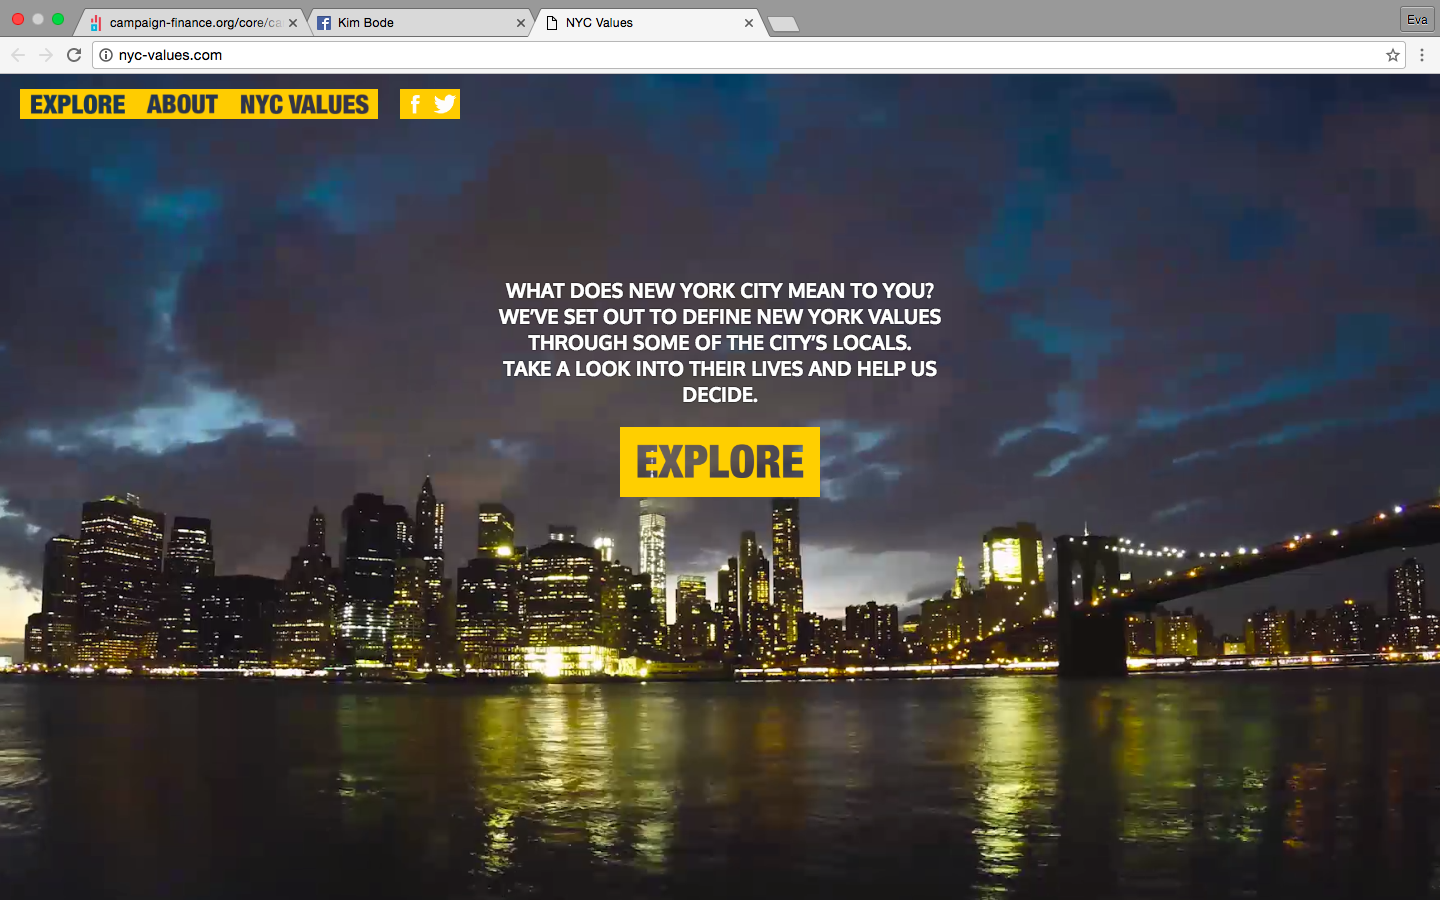 campaign-finance.org/core/ca
Kim Bode
NYC Values
Eva
nyc-values.com
EXPLORE ABOUT NYC VALUES
WHAT DOES NEW YORK CITY MEAN TO YOU?
WE'VE SET OUT TO DEFINE NEW YORK VALUES
THROUGH SOME OF THE CITY'S LOCALS.
TAKE A LOOK INTO THEIR LIVES AND HELP US
DECIDE.
EXPLORE